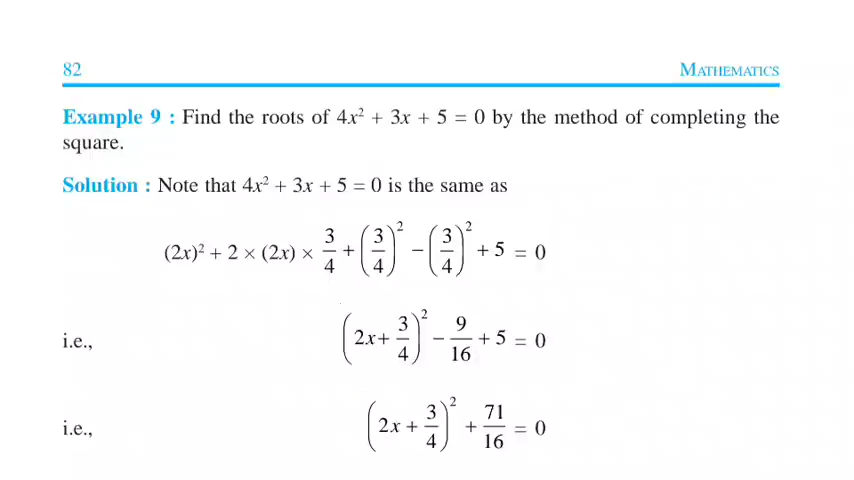 82 MATHEMATICS
Example 9 : Find the roots of 4x² + 3x + 5 = 0 by the method of completing the
square.
Solution : Note that 4x² + 3x + 5 = 0 is the same as
(2x)² + 2 × (2x) × 3/4 + (3/4)² − (3/4)² + 5 = 0
i.e., (2x + 3/4)² − 9/16 + 5 = 0
i.e., (2x + 3/4)² + 71/16 = 0